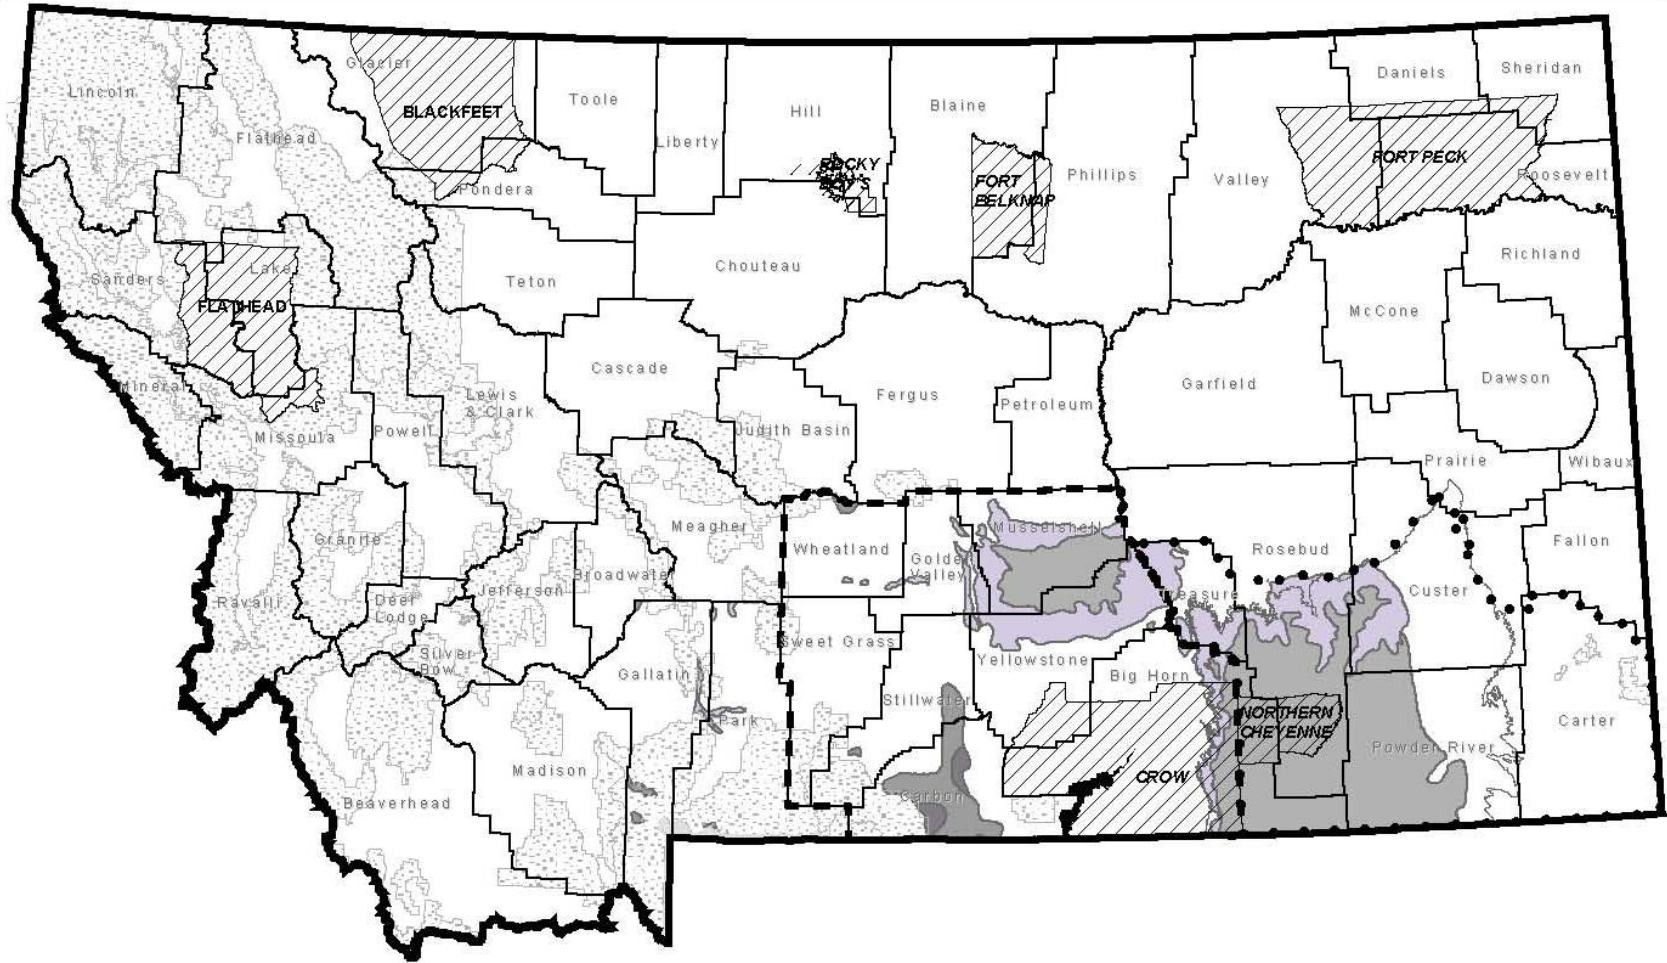 Daniels
Sheridan
Glacier
Lincoln
Toole
Hill
Blaine
BLACKFEET
Flathead
Liberty
ROCKY
BOY'S
FORT PECK
Phillips
Valley
Roosevelt
Pondera
FORT
BELKNAP
Richland
Sanders
Lake
Teton
Chouteau
FLATHEAD
McCone
Cascade
Garfield
Dawson
Mineral
Lewis
& Clark
Fergus
Petroleum
Missoula
Powell
Judith Basin
Prairie
Wibaux
Meagher
Musselshell
Granite
Wheatland
Golden
Valley
Rosebud
Fallon
Broadwater
Jefferson
Ravalli
Deer
Lodge
Treasure
Custer
Silver
Bow
Sweet Grass
Yellowstone
Gallatin
Big Horn
Stillwater
Park
NORTHERN
CHEYENNE
Carter
Powder River
Madison
CROW
Beaverhead
Carbon